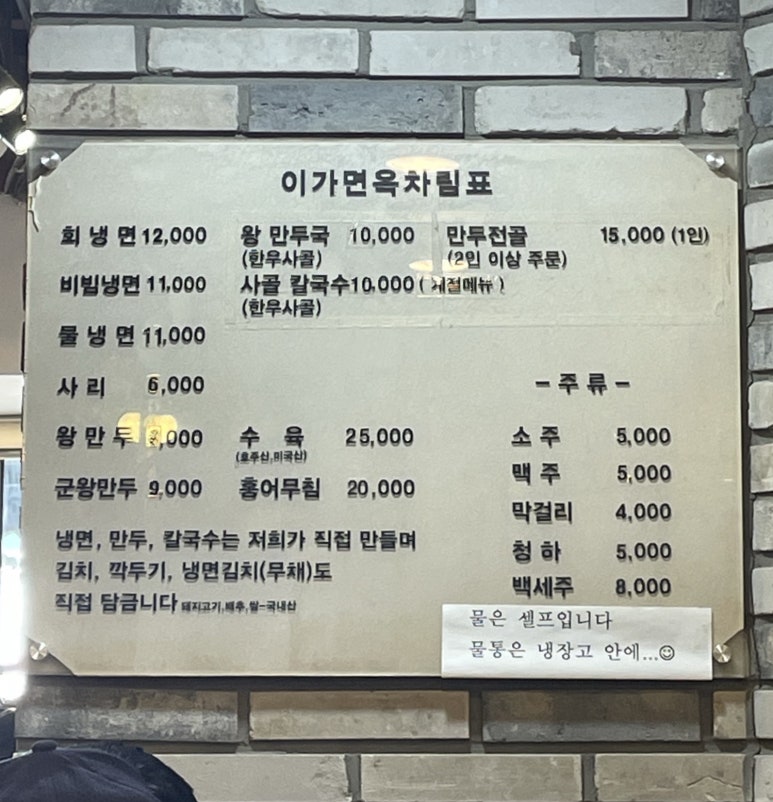 이가면옥차림표
회 냉 면 12,000
비빔냉면 11,000
물 냉 면 11,000
사 리 6,000
왕 만 두
군왕만두 9,000
왕 만두국 10,000
(한우사골)
사골 칼국수 10,000 ( 계절메뉴 )
(한우사골)
만두전골 15,000 (1인)
(2인 이상 주문)
수 육 25,000
(호주산,미국산)
홍어무침 20,000
- 주 류 -
소 주 5,000
맥 주 5,000
막걸리 4,000
청 하 5,000
백세주 8,000
냉면, 만두, 칼국수는 저희가 직접 만들며
김치, 깍두기, 냉면김치(무채)도
직접 담금니다 돼지고기,배추,쌀-국내산
물은 셀프입니다
물통은 냉장고 안에...☺